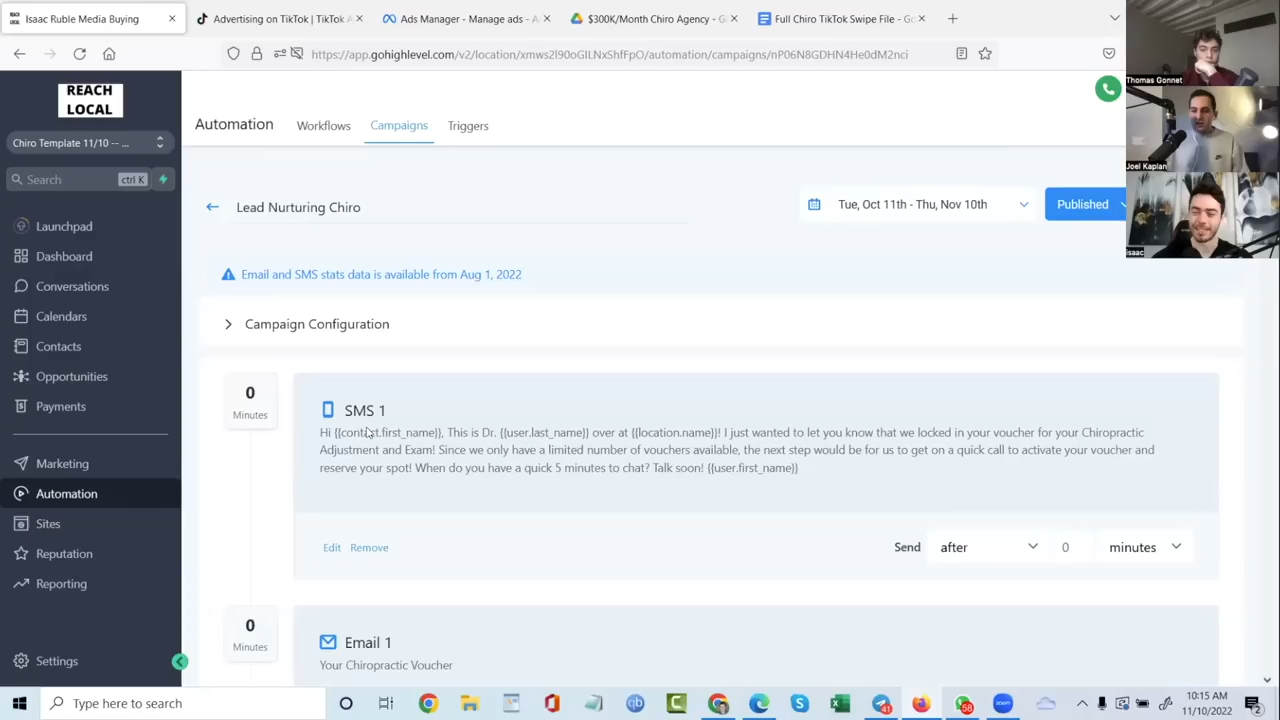 Isaac Ruble Media Buying
Advertising on TikTok | TikTok A
Ads Manager - Manage ads - A
$300K/Month Chiro Agency - G
Full Chiro TikTok Swipe File - Go
https://app.gohighlevel.com/v2/location/xmws2l90oGlLNxShfFpO/automation/campaigns/nP06N8GDHN4He0dM2nci
Thomas Gonnet
Joel Kaplan
Isaac
REACH
LOCAL
Chiro Template 11/10 -- ...
Search
ctrl K
Launchpad
Dashboard
Conversations
Calendars
Contacts
Opportunities
Payments
Marketing
Automation
Sites
Reputation
Reporting
Settings
Automation
Workflows
Campaigns
Triggers
Lead Nurturing Chiro
Tue, Oct 11th - Thu, Nov 10th
Published
Email and SMS stats data is available from Aug 1, 2022
Campaign Configuration
0
Minutes
SMS 1
Hi {{contact.first_name}}, This is Dr. {{user.last_name}} over at {{location.name}}! I just wanted to let you know that we locked in your voucher for your Chiropractic
Adjustment and Exam! Since we only have a limited number of vouchers available, the next step would be for us to get on a quick call to activate your voucher and
reserve your spot! When do you have a quick 5 minutes to chat? Talk soon! {{user.first_name}}
Edit
Remove
Send
after
0
minutes
0
Minutes
Email 1
Your Chiropractic Voucher
Type here to search
41
58
zoom
10:15 AM
11/10/2022
2